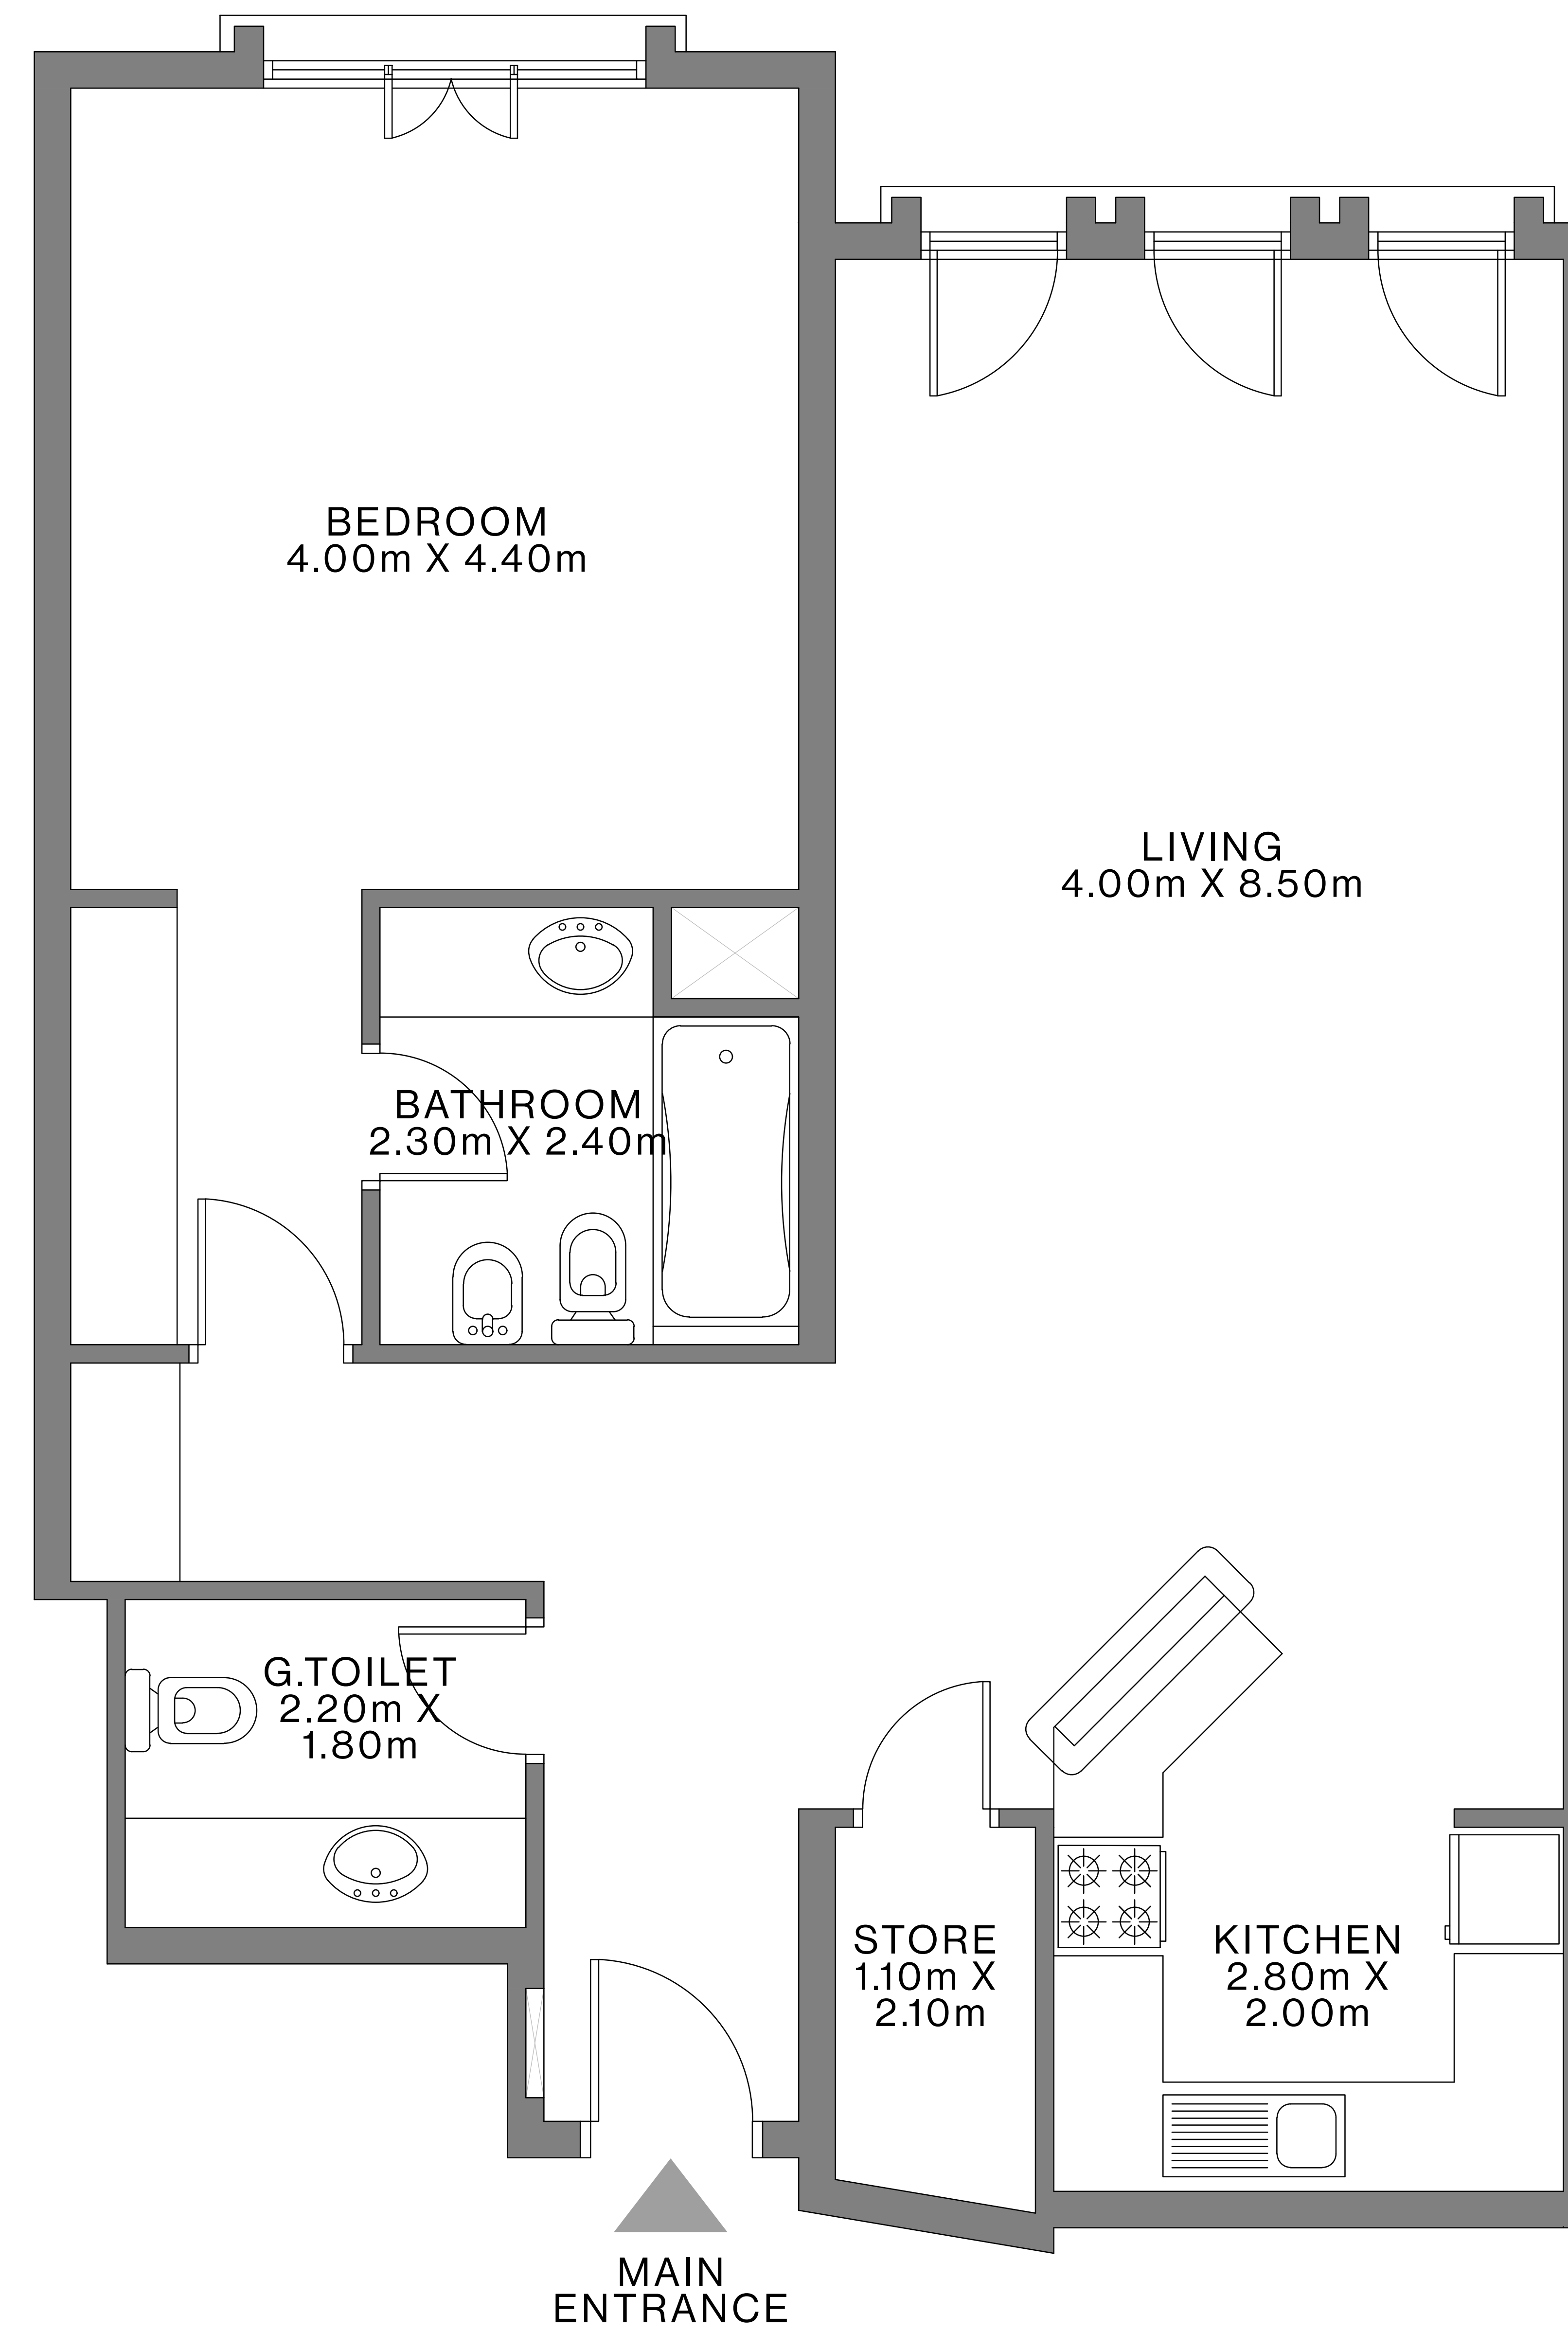 BEDROOM
4.00m X 4.40m
LIVING
4.00m X 8.50m
BATHROOM
2.30m X 2.40m
G.TOILET
2.20m X
1.80m
STORE
1.10m X
2.10m
KITCHEN
2.80m X
2.00m
MAIN
ENTRANCE